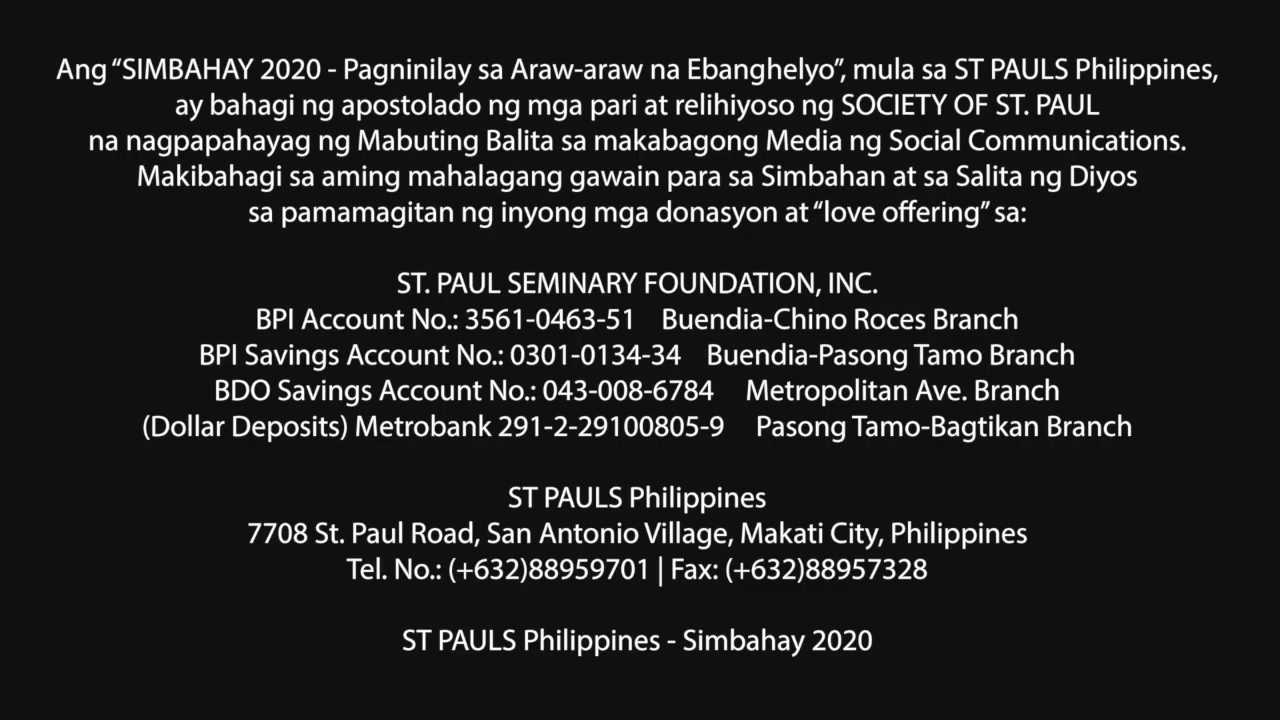 Ang “SIMBAHAY 2020 - Pagninilay sa Araw-araw na Ebanghelyo”, mula sa ST PAULS Philippines,
ay bahagi ng apostolado ng mga pari at relihiyoso ng SOCIETY OF ST. PAUL
na nagpapahayag ng Mabuting Balita sa makabagong Media ng Social Communications.
Makibahagi sa aming mahalagang gawain para sa Simbahan at sa Salita ng Diyos
sa pamamagitan ng inyong mga donasyon at “love offering” sa:
ST. PAUL SEMINARY FOUNDATION, INC.
BPI Account No.: 3561-0463-51 Buendia-Chino Roces Branch
BPI Savings Account No.: 0301-0134-34 Buendia-Pasong Tamo Branch
BDO Savings Account No.: 043-008-6784 Metropolitan Ave. Branch
(Dollar Deposits) Metrobank 291-2-29100805-9 Pasong Tamo-Bagtikan Branch
ST PAULS Philippines
7708 St. Paul Road, San Antonio Village, Makati City, Philippines
Tel. No.: (+632)88959701 | Fax: (+632)88957328
ST PAULS Philippines - Simbahay 2020